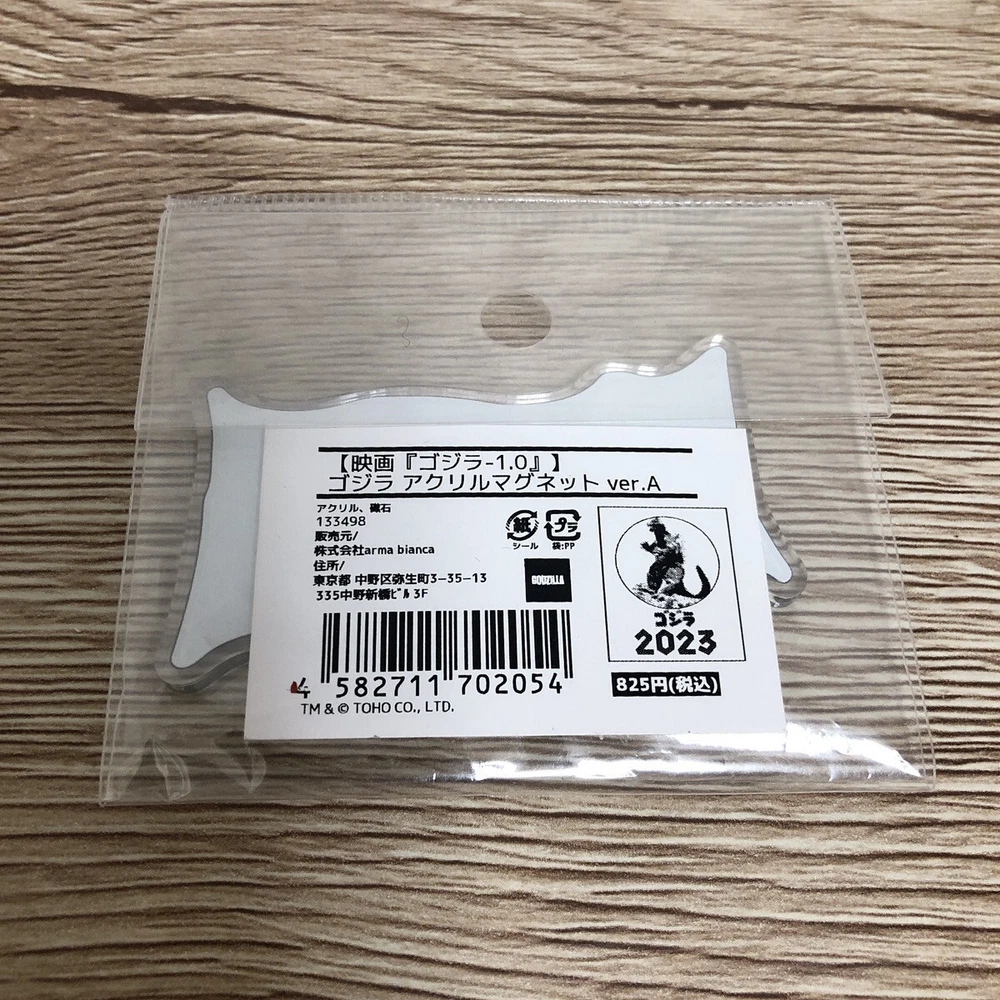 【映画『ゴジラ-1.0』】
ゴジラ アクリルマグネット ver.A
アクリル、磁石
133498
販売元/
株式会社arma bianca
住所/
東京都 中野区弥生町3-35-13
335中野新橋ﾋﾞﾙ 3F
紙
シール
プラ
袋:PP
GODZILLA
4 582711 702054
TM & © TOHO CO., LTD.
ゴジラ
2023
825円(税込)